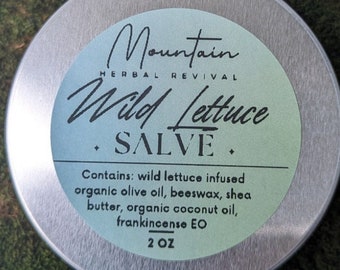 Mountain
HERBAL REVIVAL
Wild Lettuce
SALVE
Contains: wild lettuce infused
organic olive oil, beeswax, shea
butter, organic coconut oil,
frankincense EO
2 OZ